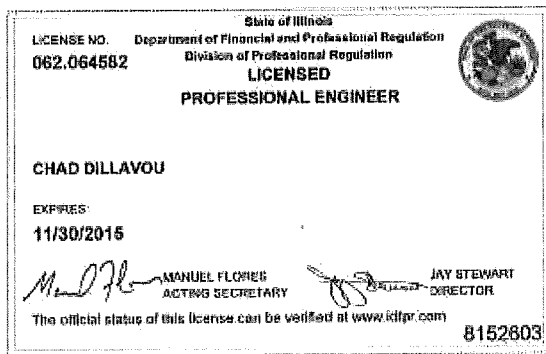 State of Illinois
LICENSE NO. Department of Financial and Professional Regulation
062.064582 Division of Professional Regulation
LICENSED
PROFESSIONAL ENGINEER
CHAD DILLAVOU
EXPIRES:
11/30/2015
MANUEL FLORES
ACTING SECRETARY
JAY STEWART
DIRECTOR
The official status of this license can be verified at www.idfpr.com
8152603